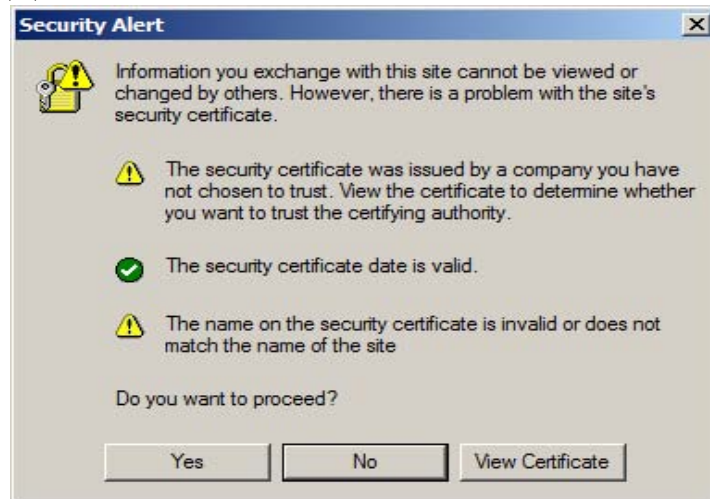 Security Alert
Information you exchange with this site cannot be viewed or
changed by others. However, there is a problem with the site's
security certificate.
The security certificate was issued by a company you have
not chosen to trust. View the certificate to determine whether
you want to trust the certifying authority.
The security certificate date is valid.
The name on the security certificate is invalid or does not
match the name of the site
Do you want to proceed?
Yes No View Certificate